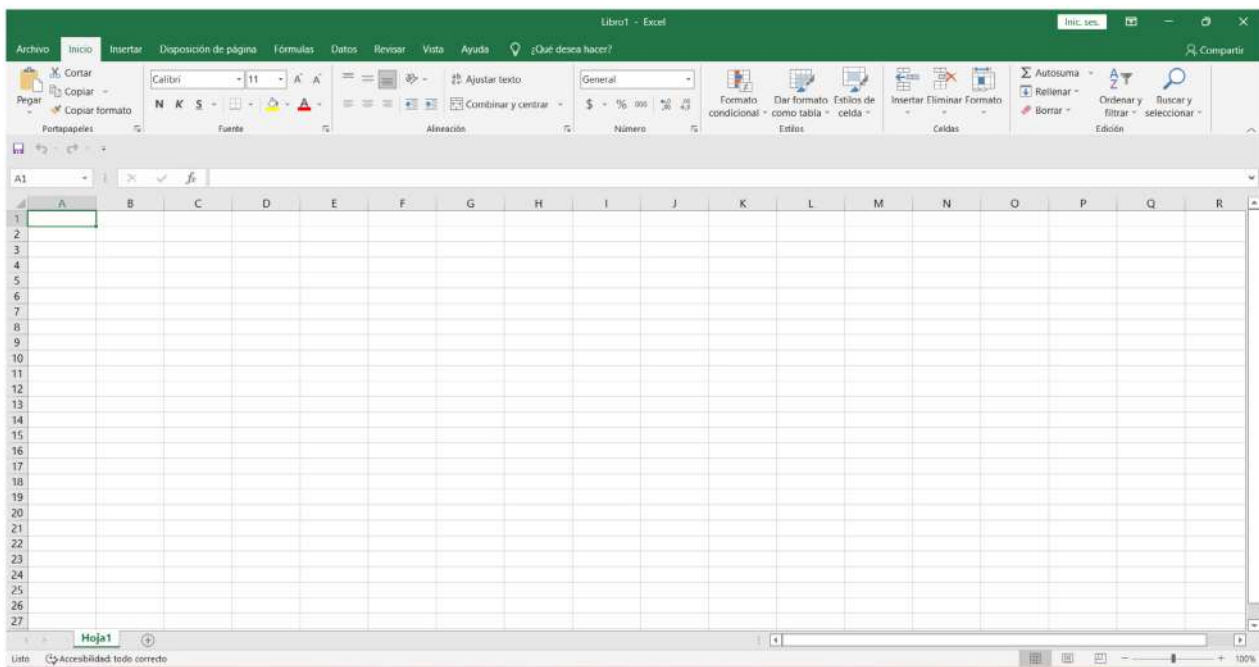 Libro1 - Excel
Inic. ses.
Archivo Inicio Insertar Disposición de página Fórmulas Datos Revisar Vista Ayuda ¿Qué desea hacer? Compartir
Pegar
Cortar
Copiar
Copiar formato
Portapapeles
Calibri 11 A A
N K S A
Fuente
Ajustar texto
Combinar y centrar
Alineación
General
$ % 000
Número
Formato condicional
Dar formato como tabla
Estilos de celda
Estilos
Insertar Eliminar Formato
Celdas
Autosuma
Rellenar
Borrar
Ordenar y filtrar
Buscar y seleccionar
Edición
A1 fx
A B C D E F G H I J K L M N O P Q R
1
2
3
4
5
6
7
8
9
10
11
12
13
14
15
16
17
18
19
20
21
22
23
24
25
26
27
Hoja1
Listo Accesibilidad: todo correcto 100%